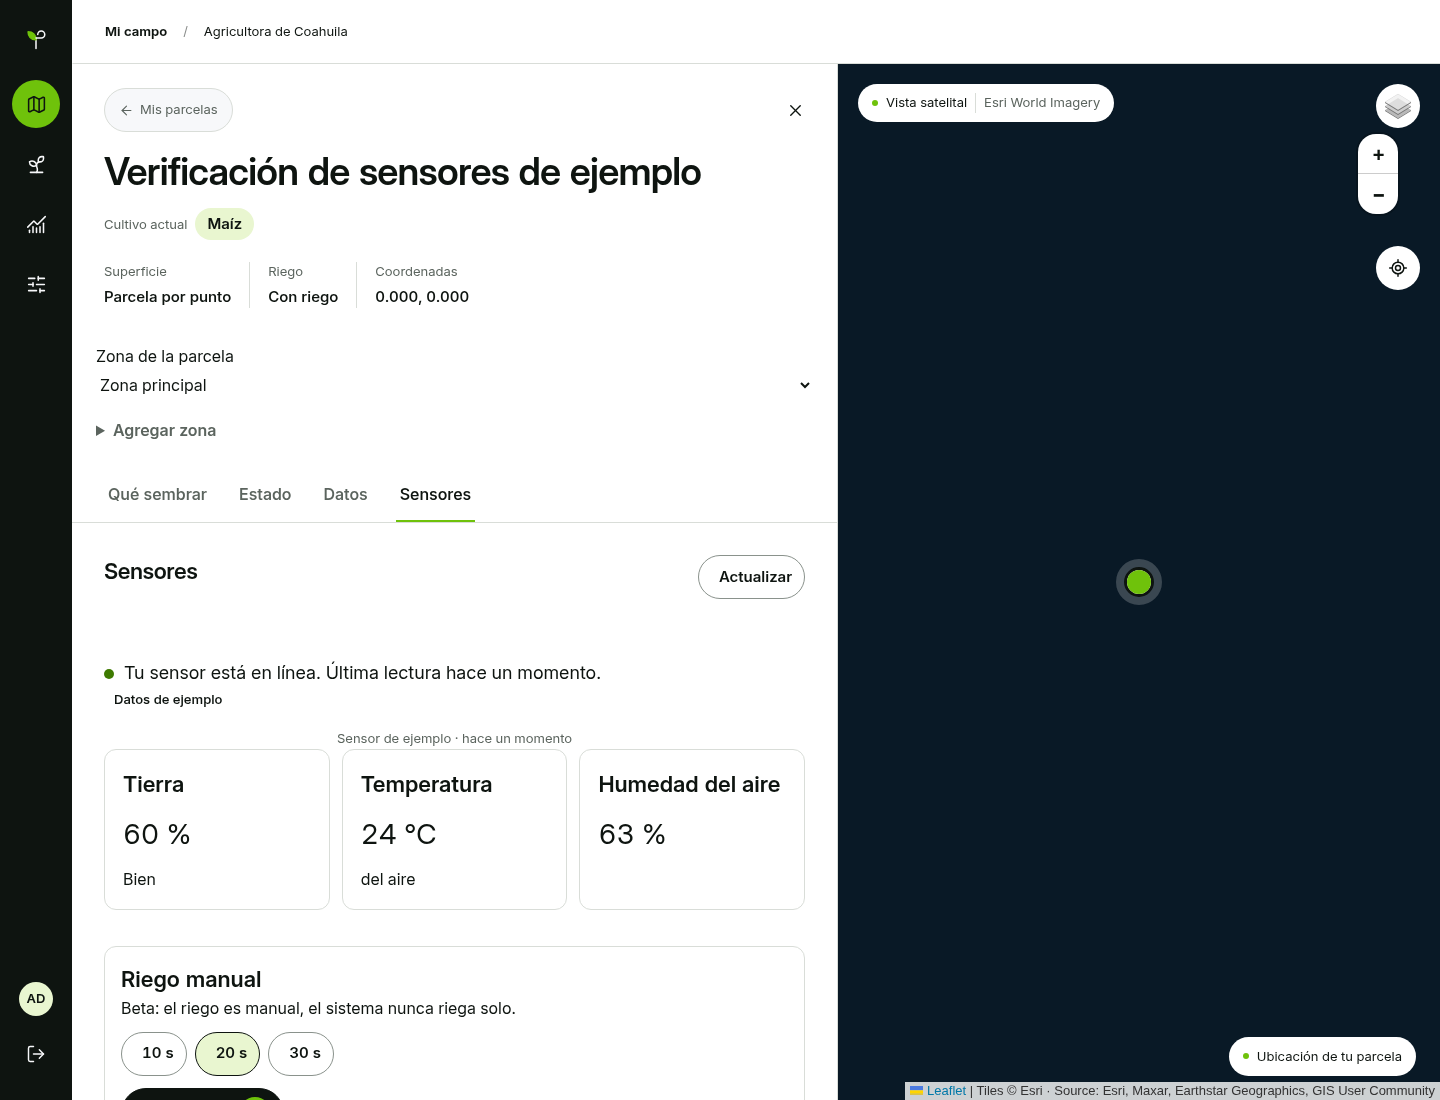 Mi campo / Agricultora de Coahuila
← Mis parcelas
Verificación de sensores de ejemplo
Cultivo actual Maíz
Superficie Riego Coordenadas
Parcela por punto Con riego 0.000, 0.000
Zona de la parcela
Zona principal
Agregar zona
Qué sembrar Estado Datos Sensores
Sensores Actualizar
Tu sensor está en línea. Última lectura hace un momento.
Datos de ejemplo
Sensor de ejemplo · hace un momento
Tierra
60 %
Bien
Temperatura
24 °C
del aire
Humedad del aire
63 %
Riego manual
Beta: el riego es manual, el sistema nunca riega solo.
10 s 20 s 30 s
AD
Vista satelital Esri World Imagery
+
−
Ubicación de tu parcela
Leaflet | Tiles © Esri · Source: Esri, Maxar, Earthstar Geographics, GIS User Community